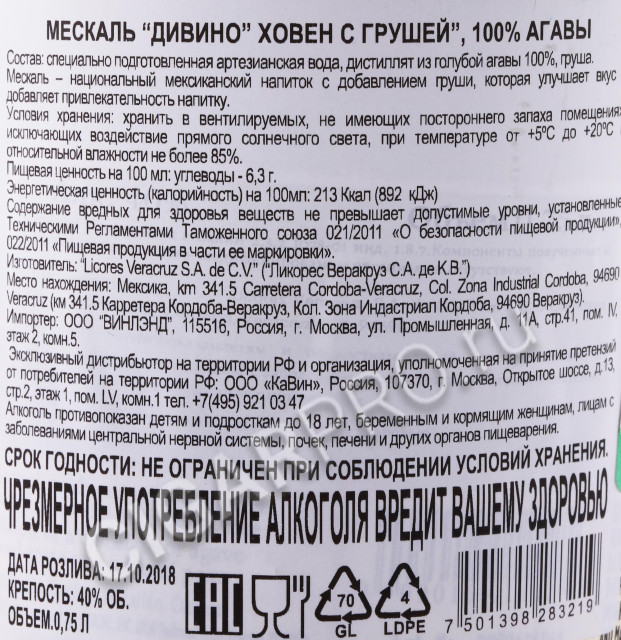 МЕСКАЛЬ "ДИВИНО" ХОВЕН С ГРУШЕЙ", 100% АГАВЫ
Состав: специально подготовленная артезианская вода, дистиллят из голубой агавы 100%, груша.
Мескаль – национальный мексиканский напиток с добавлением груши, которая улучшает вкус
добавляет привлекательность напитку.
Условия хранения: хранить в вентилируемых, не имеющих постороннего запаха помещениях
исключающих воздействие прямого солнечного света, при температуре от +5ºС до +20ºС
относительной влажности не более 85%.
Пищевая ценность на 100 мл: углеводы - 6,3 г.
Энергетическая ценность (калорийность) на 100мл: 213 Ккал (892 кДж)
Содержание вредных для здоровья веществ не превышает допустимые уровни, установленные
Техническими Регламентами Таможенного союза 021/2011 «О безопасности пищевой продукции»,
022/2011 «Пищевая продукция в части ее маркировки».
Изготовитель: "Licores Veracruz S.A. de C.V." ("Ликорес Веракруз С.А. де К.В.")
Место нахождения: Мексика, km 341.5 Carretera Cordoba-Veracruz, Col. Zona Industrial Cordoba, 94690
Veracruz (км 341.5 Карретера Кордоба-Веракруз, Кол. Зона Индастриал Кордоба, 94690 Веракруз).
Импортер: ООО "ВИНЛЭНД", 115516, Россия, г. Москва, ул. Промышленная, д. 11А, стр.41, пом. IV,
этаж 2, комн.5.
Эксклюзивный дистрибьютор на территории РФ и организация, уполномоченная на принятие претензий
от потребителей на территории РФ: ООО «КаВин», Россия, 107370, г. Москва, Открытое шоссе, д.13,
стр.2, этаж 1, пом. LV, комн.1 тел. +7(495) 921 03 47
Алкоголь противопоказан детям и подросткам до 18 лет, беременным и кормящим женщинам, лицам с
заболеваниями центральной нервной системы, почек, печени и других органов пищеварения.
СРОК ГОДНОСТИ: НЕ ОГРАНИЧЕН ПРИ СОБЛЮДЕНИИ УСЛОВИЙ ХРАНЕНИЯ.
ЧРЕЗМЕРНОЕ УПОТРЕБЛЕНИЕ АЛКОГОЛЯ ВРЕДИТ ВАШЕМУ ЗДОРОВЬЮ
ДАТА РОЗЛИВА: 17.10.2018
КРЕПОСТЬ: 40% ОБ.
ОБЪЕМ.0,75 Л
EAC
70
GL
4
LDPE
7 501398 283219
CIGARPRO.ru